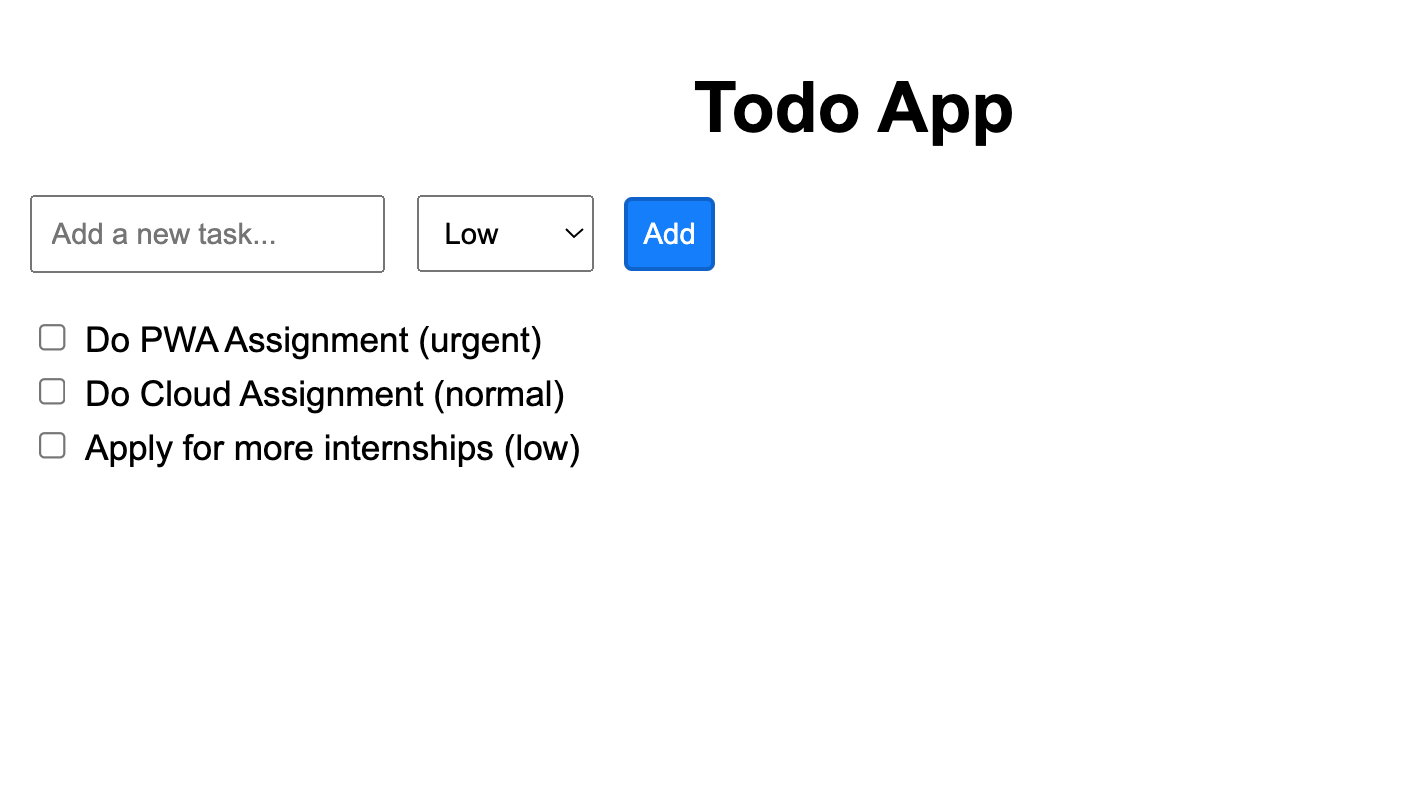 Todo App
Add a new task... Low Add
Do PWA Assignment (urgent)
Do Cloud Assignment (normal)
Apply for more internships (low)